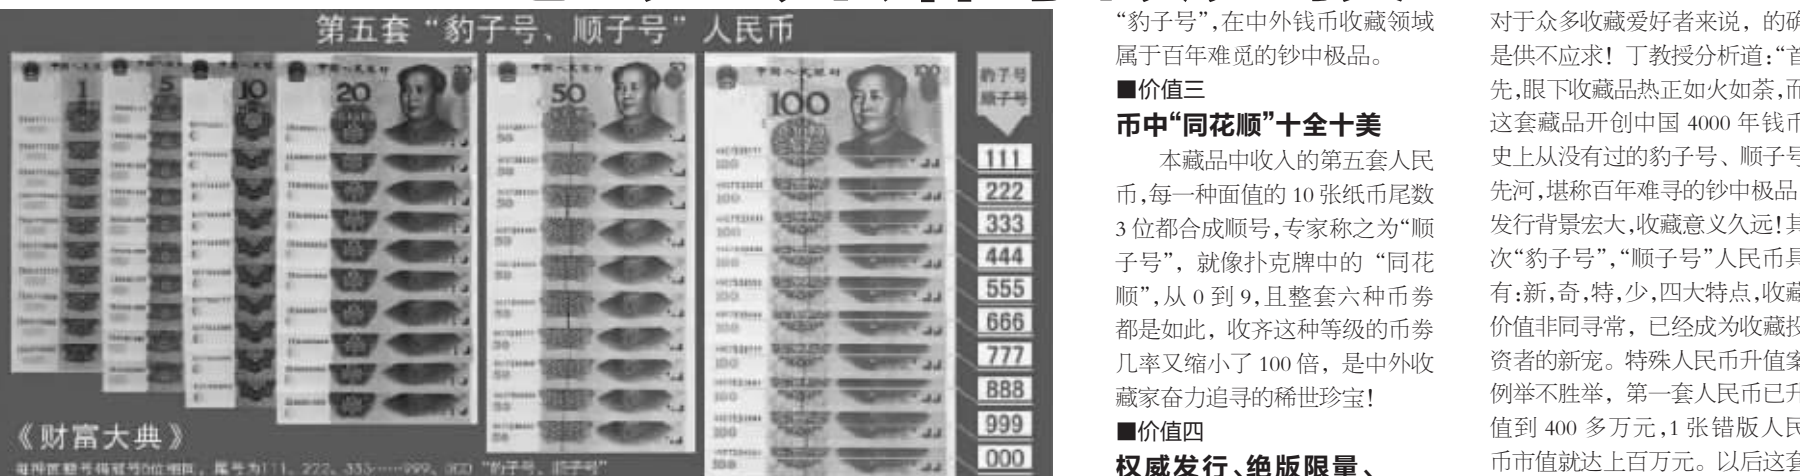 第五套“豹子号、顺子号”人民币
1
5
10
20
50
100
豹子号
顺子号
111
222
333
444
555
666
777
888
999
000
《财富大典》
“豹子号”,在中外钱币收藏领域
属于百年难觅的钞中极品。
■价值三
币中“同花顺”十全十美
本藏品中收入的第五套人民
币,每一种面值的 10 张纸币尾数
3 位都合成顺号,专家称之为“顺
子号”，就像扑克牌中的“同花
顺”,从 0 到 9,且整套六种币券
都是如此，收齐这种等级的币券
几率又缩小了 100 倍，是中外收
藏家奋力追寻的稀世珍宝！
■价值四
权威发行、绝版限量、
对于众多收藏爱好者来说，的确
是供不应求！丁教授分析道:“首
先,眼下收藏品热正如火如荼,而
这套藏品开创中国 4000 年钱币
史上从没有过的豹子号、顺子号
先河,堪称百年难寻的钞中极品
发行背景宏大,收藏意义久远!其
次“豹子号”,“顺子号”人民币具
有:新,奇,特,少,四大特点,收藏
价值非同寻常，已经成为收藏投
资者的新宠。特殊人民币升值案
例举不胜举，第一套人民币已升
值到 400 多万元,1 张错版人民
币市值就达上百万元。以后这套